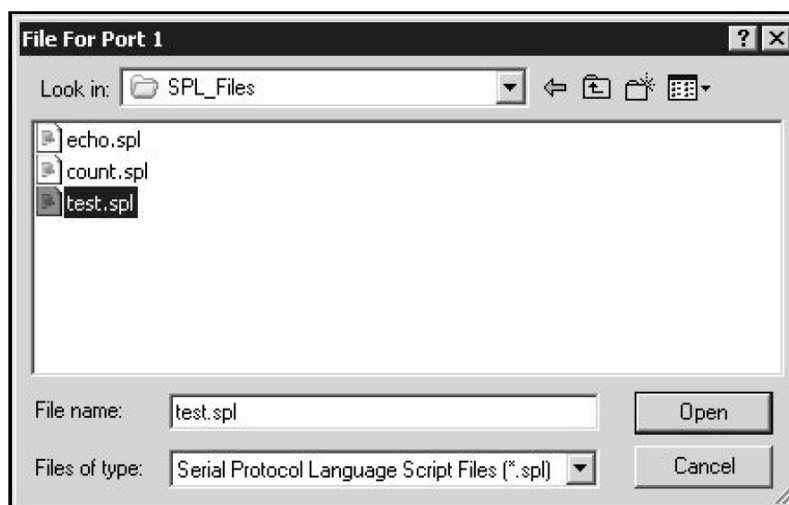 File For Port 1
Look in: SPL_Files
echo.spl
count.spl
test.spl
File name: test.spl Open
Files of type: Serial Protocol Language Script Files (*.spl) Cancel